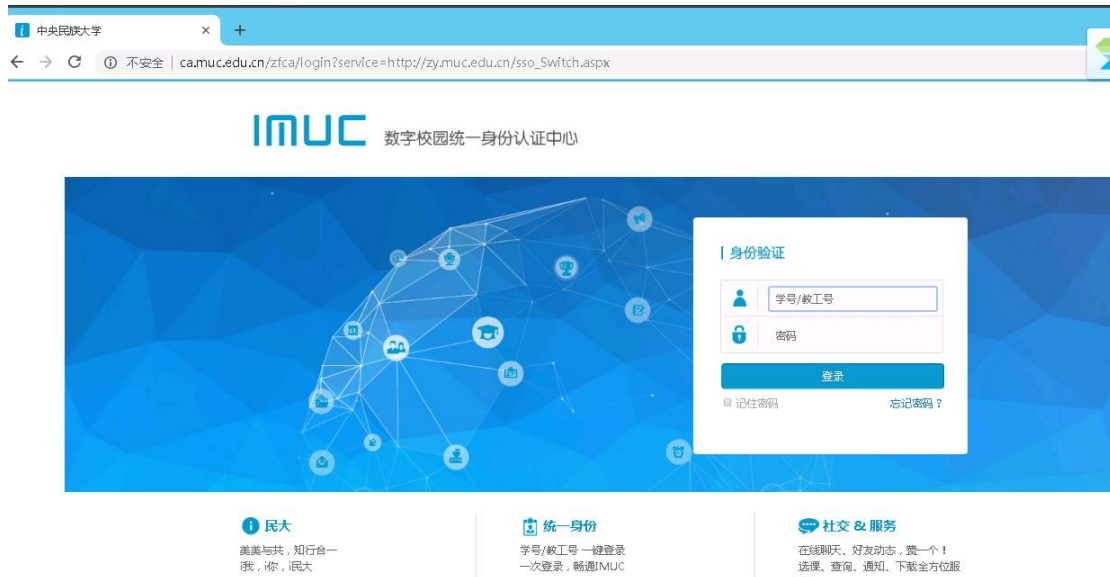 中央民族大学
不安全 | ca.muc.edu.cn/zfca/login?service=http://zy.muc.edu.cn/sso_Switch.aspx
IMUC 数字校园统一身份认证中心
身份验证
学号/教工号
密码
登录
记住密码 忘记密码？
民大
美美与共，知行合一
i我，i你，i民大
统一身份
学号/教工号 一键登录
一次登录，畅通IMUC
社交 & 服务
在线聊天、好友动态，赞一个！
选课、查询、通知、下载全方位服